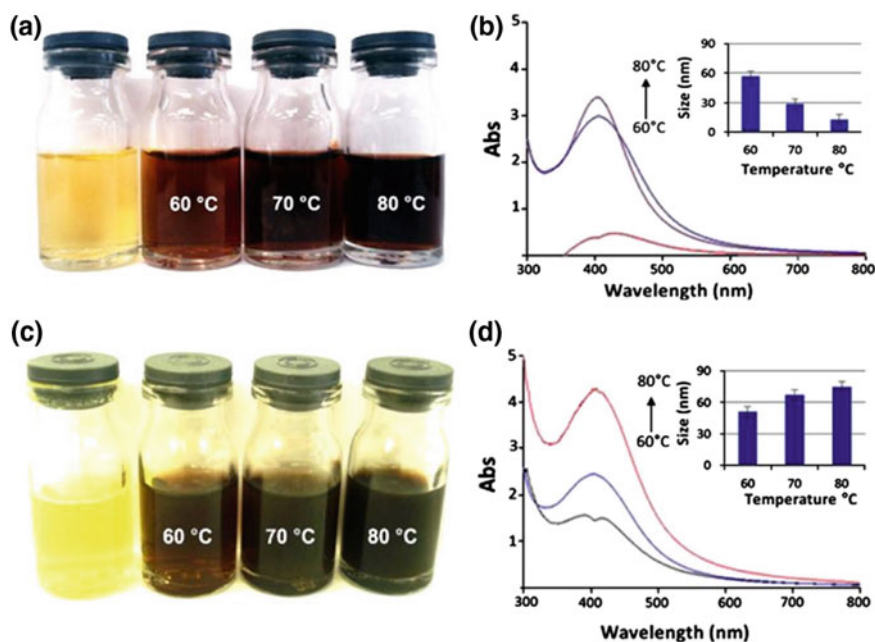 (a)
60 °C
70 °C
80 °C
(b)
5
4
3
2
1
Abs
80°C
60°C
300 400 500 600 700 800
Wavelength (nm)
90
60
30
0
Size (nm)
60 70 80
Temperature °C
(c)
60 °C
70 °C
80 °C
(d)
5
4
3
2
1
Abs
80°C
60°C
300 400 500 600 700 800
Wavelength (nm)
90
60
30
0
Size (nm)
60 70 80
Temperature °C